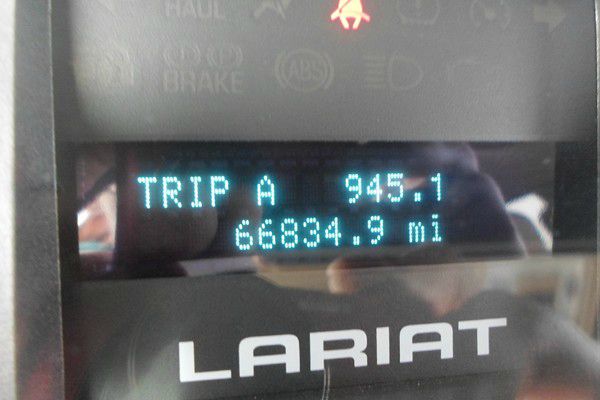 HAUL
BRAKE (ABS)
TRIP A 945.1
66834.9 mi
LARIAT